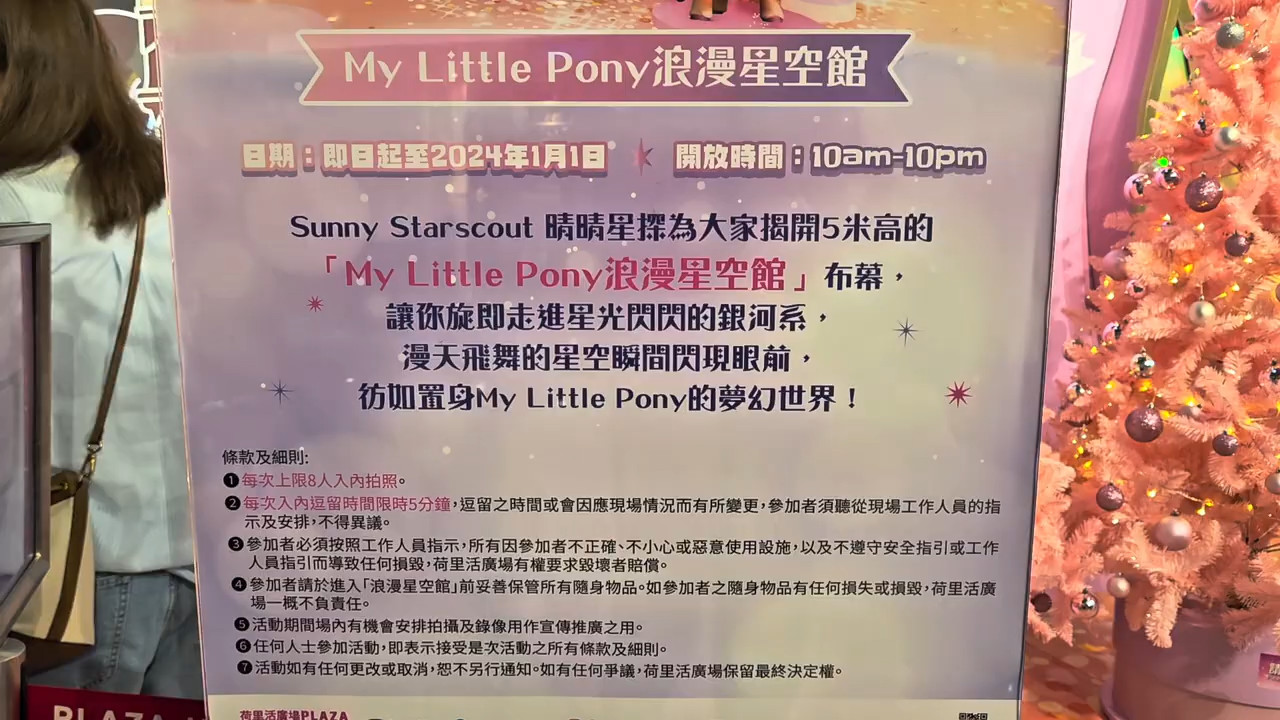 My Little Pony浪漫星空館
日期：即日起至2024年1月1日 開放時間：10am-10pm
Sunny Starscout 晴晴星探為大家揭開5米高的
「My Little Pony浪漫星空館」布幕，
讓你旋即走進星光閃閃的銀河系，
漫天飛舞的星空瞬間閃現眼前，
彷如置身My Little Pony的夢幻世界！
條款及細則:
❶每次上限8人入內拍照。
❷每次入內逗留時間限時5分鐘，逗留之時間或會因應現場情況而有所變更，參加者須聽從現場工作人員的指
示及安排，不得異議。
❸參加者必須按照工作人員指示，所有因參加者不正確、不小心或惡意使用設施，以及不遵守安全指引或工作
人員指引而導致任何損毀，荷里活廣場有權要求毀壞者賠償。
❹參加者請於進入「浪漫星空館」前妥善保管所有隨身物品。如參加者之隨身物品有任何損失或損毀，荷里活廣
場一概不負責任。
❺活動期間場內有機會安排拍攝及錄像用作宣傳推廣之用。
❻任何人士參加活動，即表示接受是次活動之所有條款及細則。
❼活動如有任何更改或取消，恕不另行通知。如有任何爭議，荷里活廣場保留最終決定權。
荷里活廣場PLAZA
PLAZA